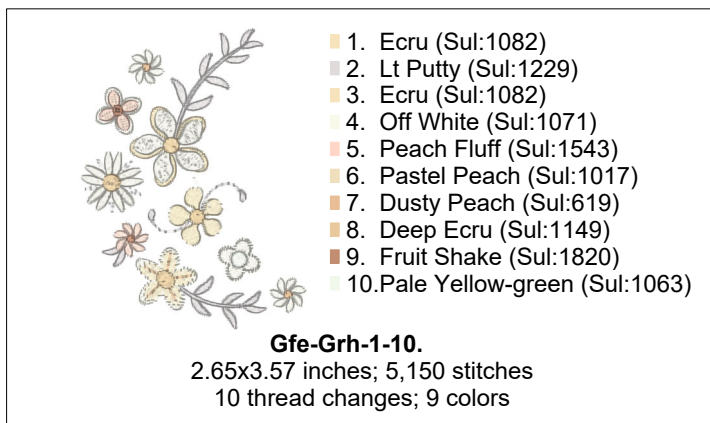 1. Ecru (Sul:1082)
2. Lt Putty (Sul:1229)
3. Ecru (Sul:1082)
4. Off White (Sul:1071)
5. Peach Fluff (Sul:1543)
6. Pastel Peach (Sul:1017)
7. Dusty Peach (Sul:619)
8. Deep Ecru (Sul:1149)
9. Fruit Shake (Sul:1820)
10.Pale Yellow-green (Sul:1063)
Gfe-Grh-1-10.
2.65x3.57 inches; 5,150 stitches
10 thread changes; 9 colors